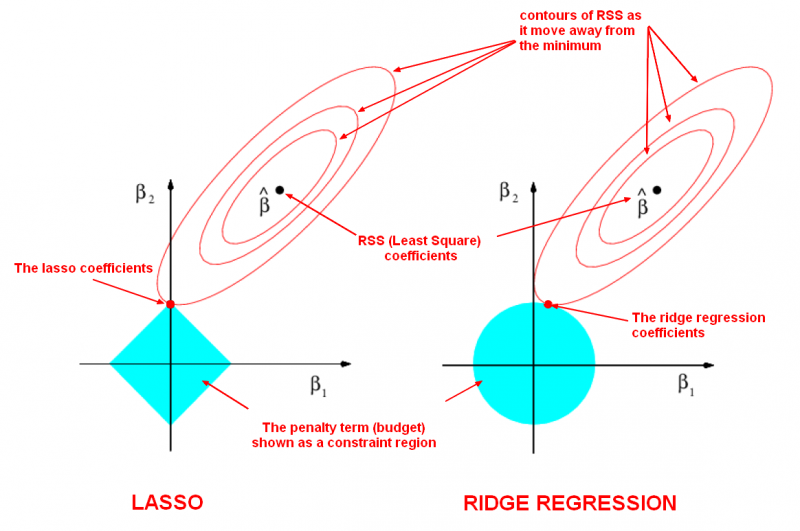 contours of RSS as
it move away from
the minimum
β2
β̂
β2
β̂
RSS (Least Square)
coefficients
The lasso coefficients
The ridge regression
coefficients
β1
β1
The penalty term (budget)
shown as a constraint region
LASSO
RIDGE REGRESSION